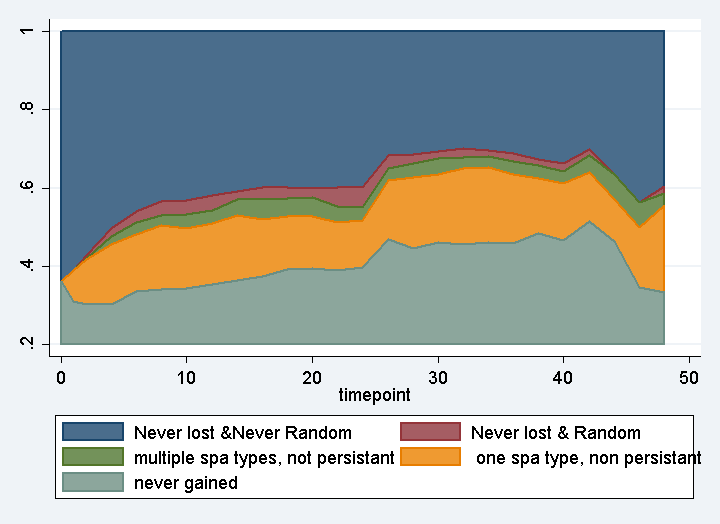 1
.8
.6
.4
.2
0 10 20 30 40 50
timepoint
Never lost &Never Random Never lost & Random
multiple spa types, not persistant one spa type, non persistant
never gained